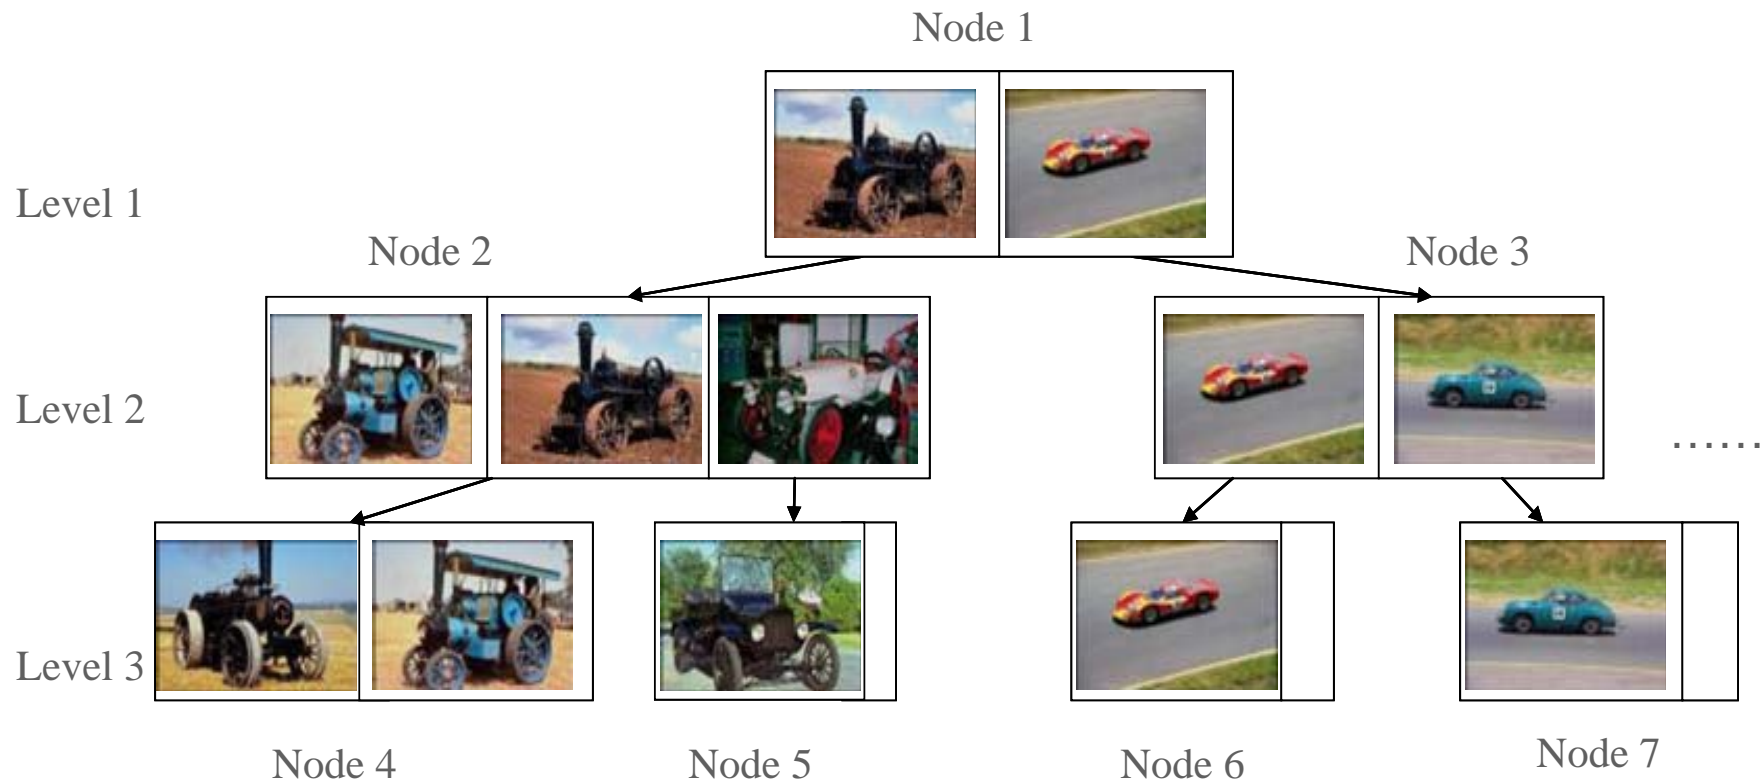 Node 1
Level 1
Node 2
Node 3
Level 2
......
Level 3
Node 4
Node 5
Node 6
Node 7